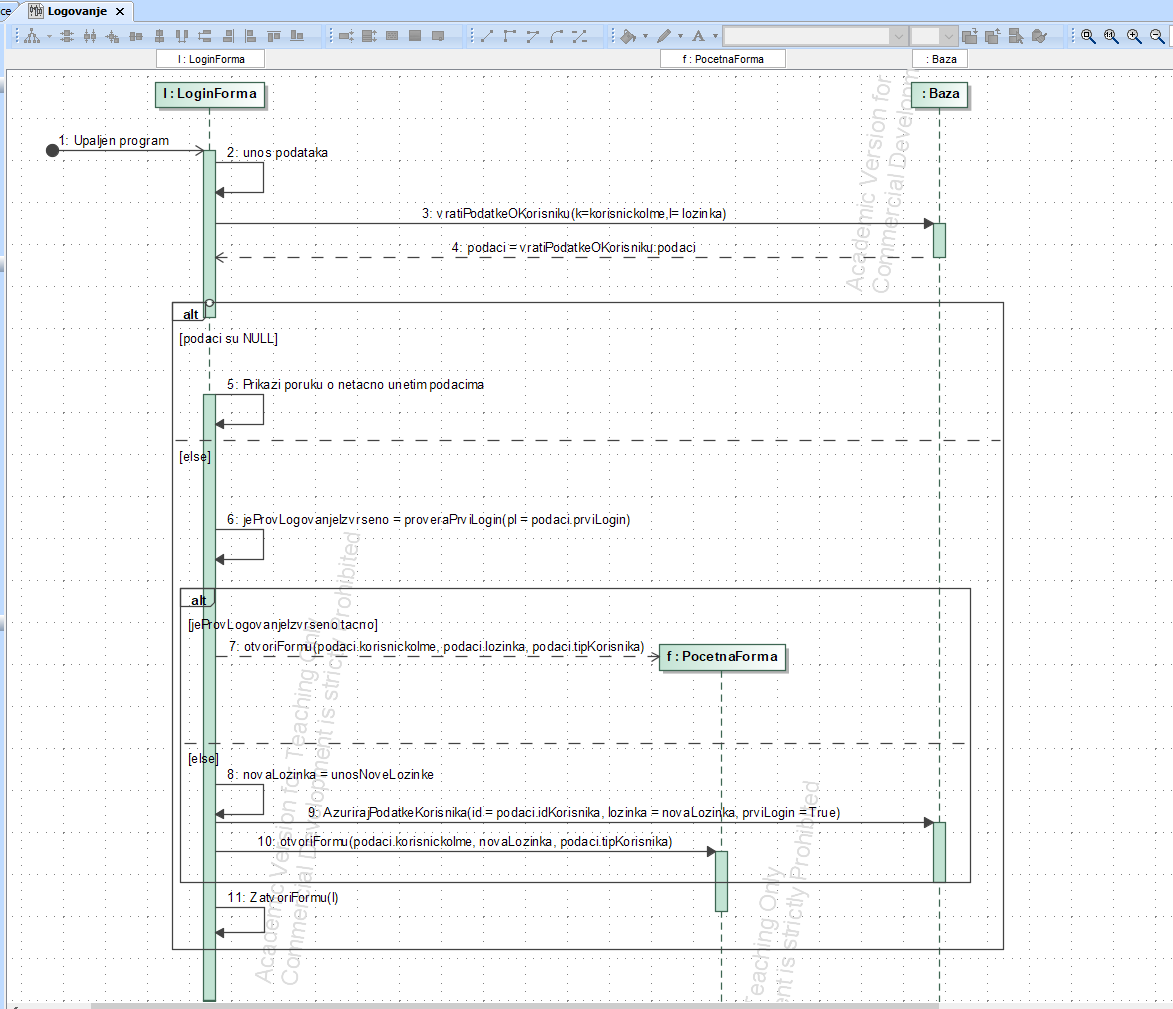 ce
Logovanje
l : LoginForma
f : PocetnaForma
: Baza
l : LoginForma
: Baza
1: Upaljen program
2: unos podataka
3: vratiPodatkeOKorisniku(k=korisnickoIme,l= lozinka)
4: podaci = vratiPodatkeOKorisniku:podaci
alt
[podaci su NULL]
5: Prikazi poruku o netacno unetim podacima
[else]
6: jeProvLogovanjeIzvrseno = proveraPrviLogin(pl = podaci.prviLogin)
alt
[jeProvLogovanjeIzvrseno tacno]
7: otvoriFormu(podaci.korisnickoIme, podaci.lozinka, podaci.tipKorisnika)
f : PocetnaForma
[else]
8: novaLozinka = unosNoveLozinke
9: AzurirajPodatkeKorisnika(id = podaci.idKorisnika, lozinka = novaLozinka, prviLogin = True)
10: otvoriFormu(podaci.korisnickoIme, novaLozinka, podaci.tipKorisnika)
11: ZatvoriFormu(l)
Academic Version for
Commercial Developm
Academic Version for Teaching Only
Commercial Development is strictly Prohibited
Teaching Only
ent is strictly Prohibited